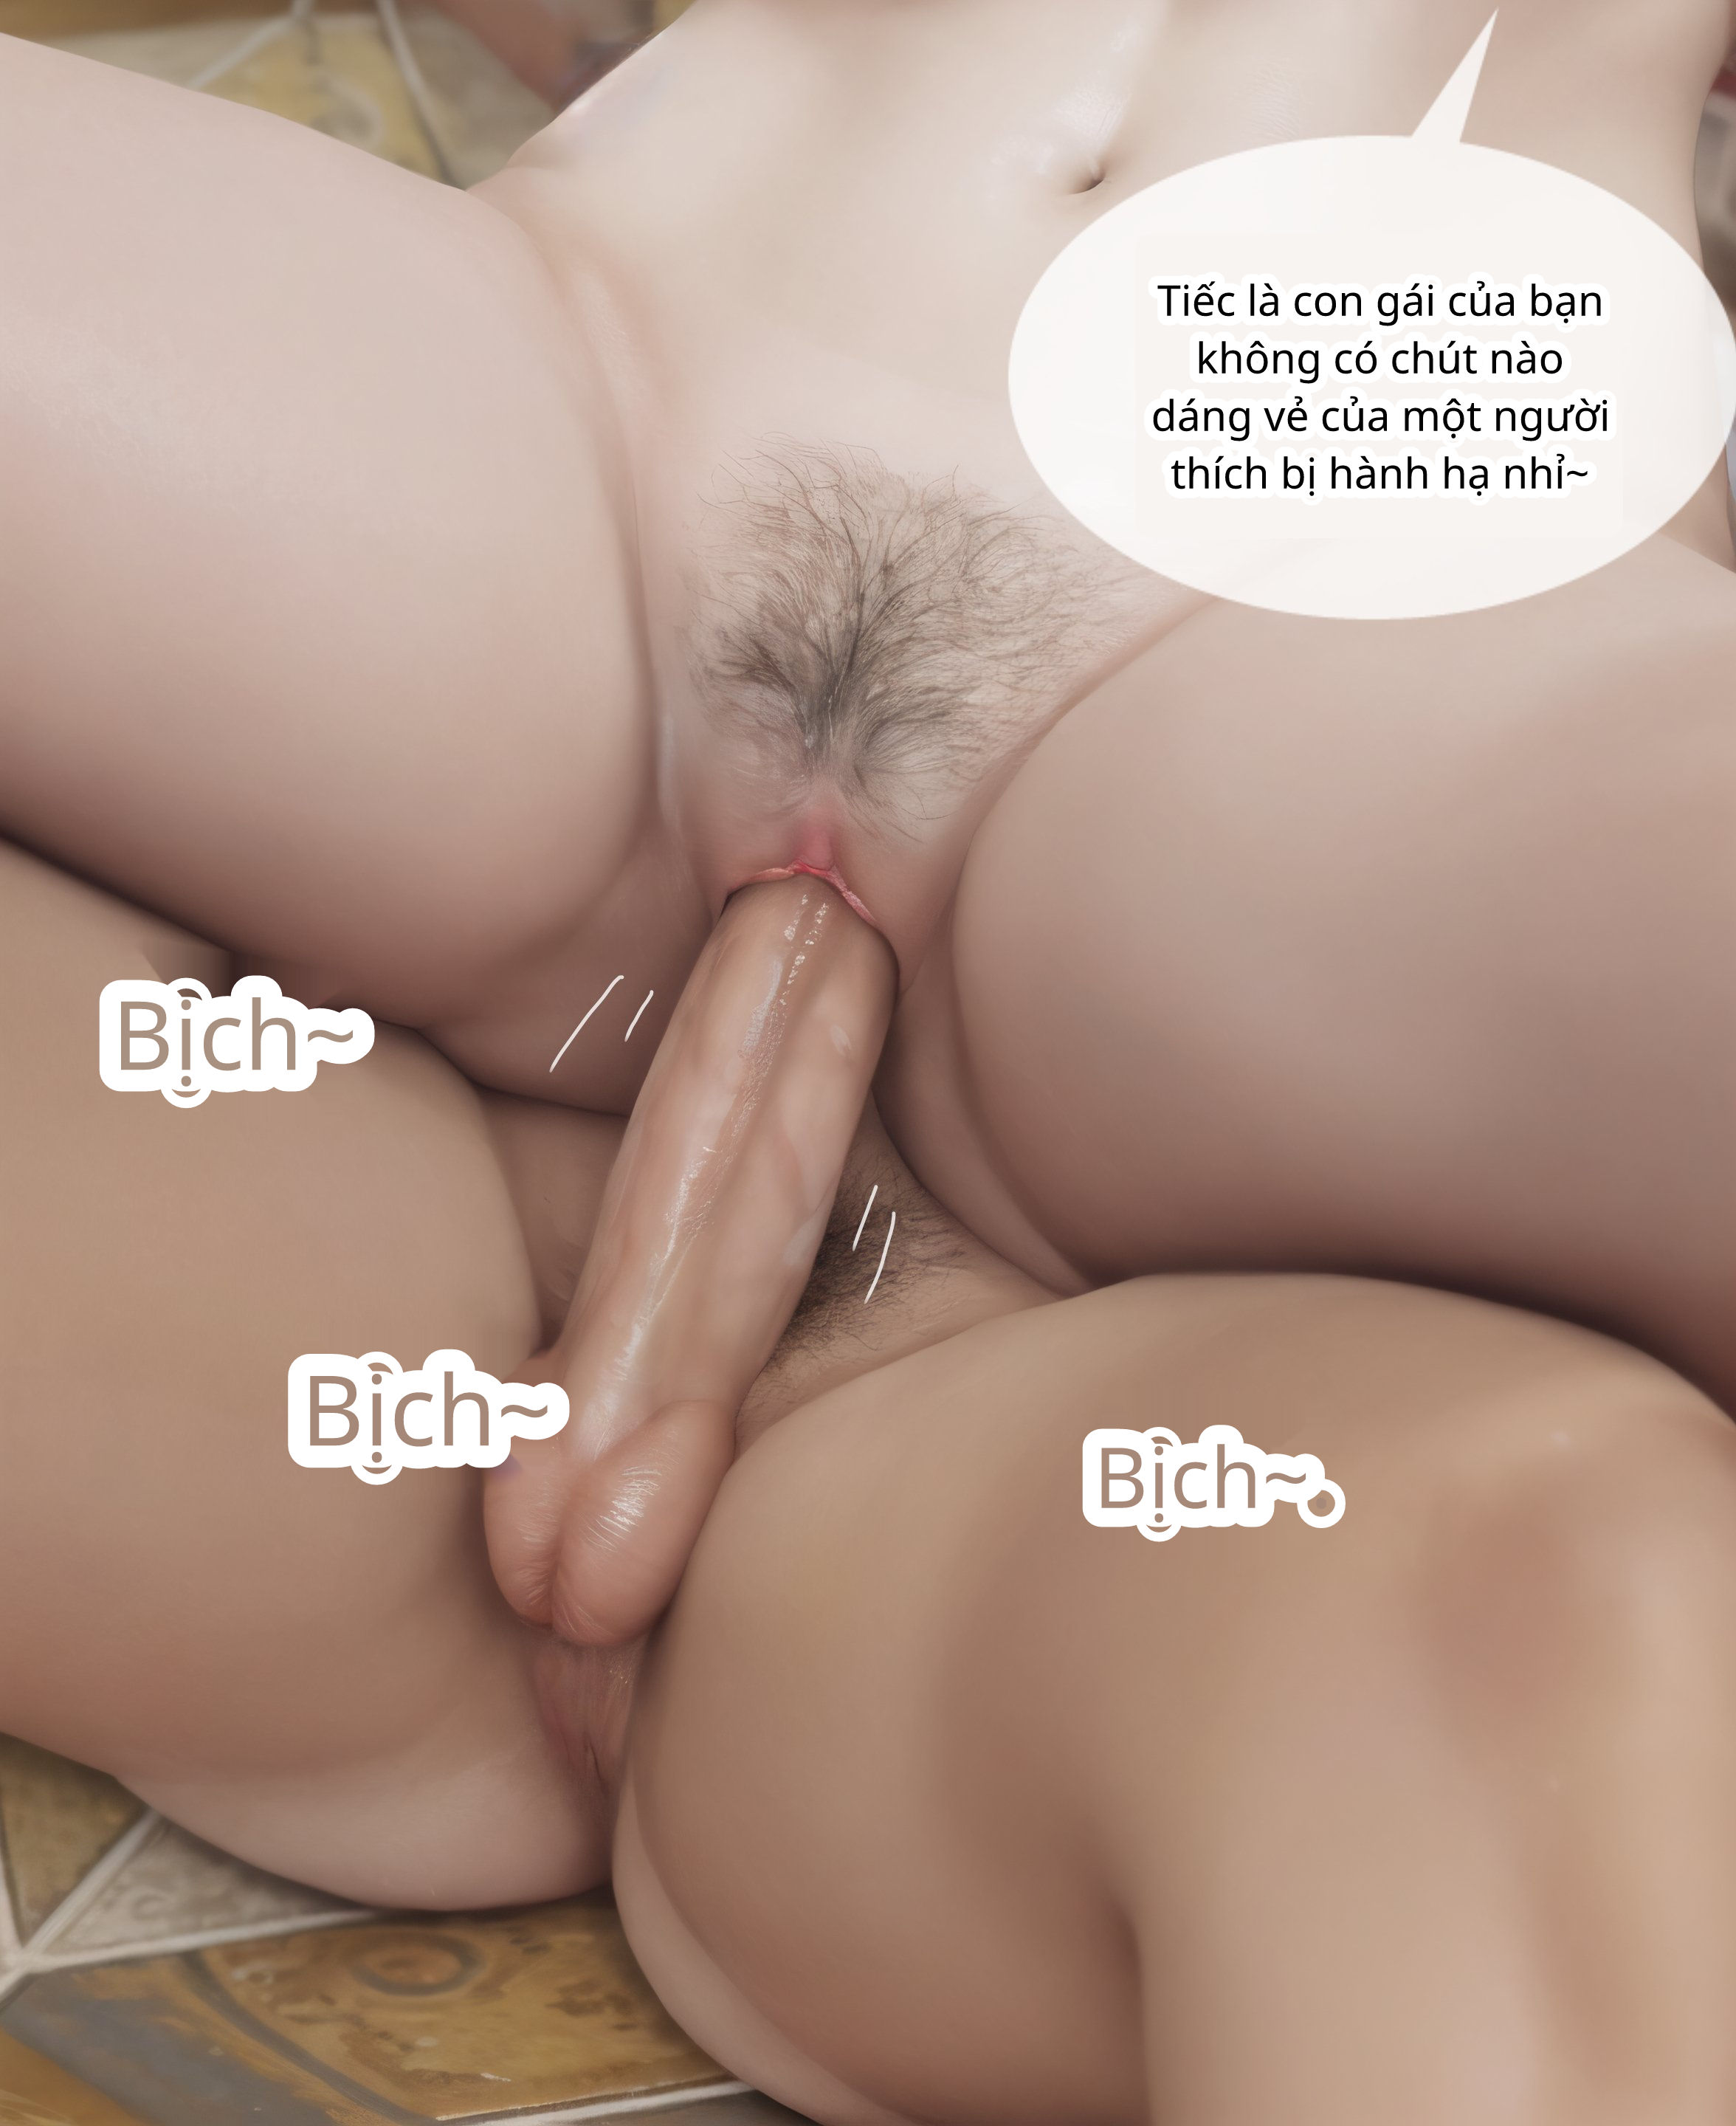 Tiếc là con gái của bạn
không có chút nào
dáng vẻ của một người
thích bị hành hạ nhỉ~
Bịch~
Bịch~
Bịch~